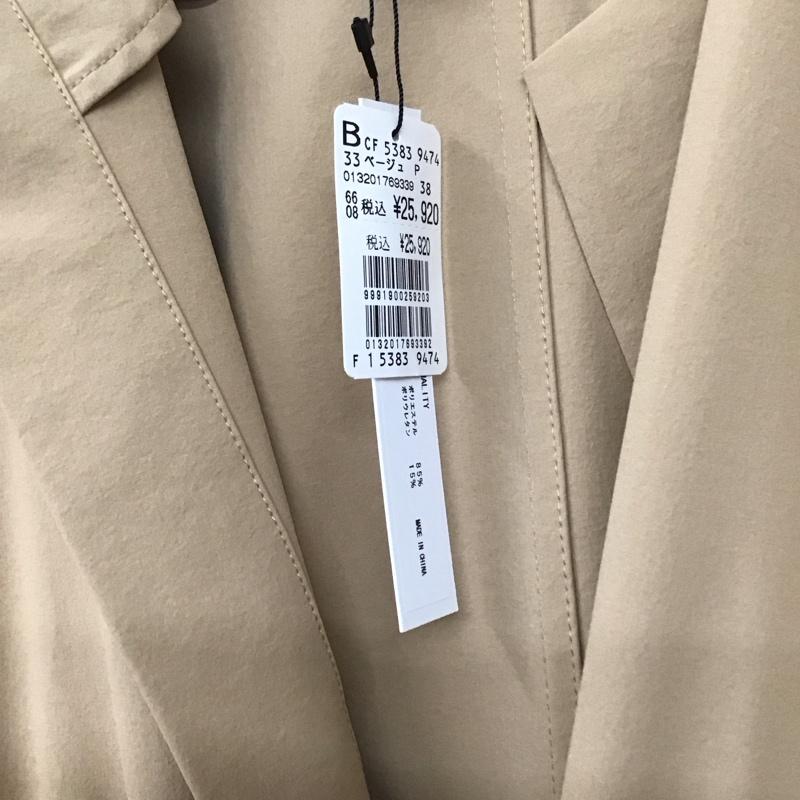 B CF 5383 9474
33 ベージュ P
013201769339 38
66
08 税込 ¥25,920
税込 ¥25,920
9991900259203
0132017693392
F 1 5383 9474
ALITY
ポリエステル 85%
ポリウレタン 15%
MADE IN CHINA